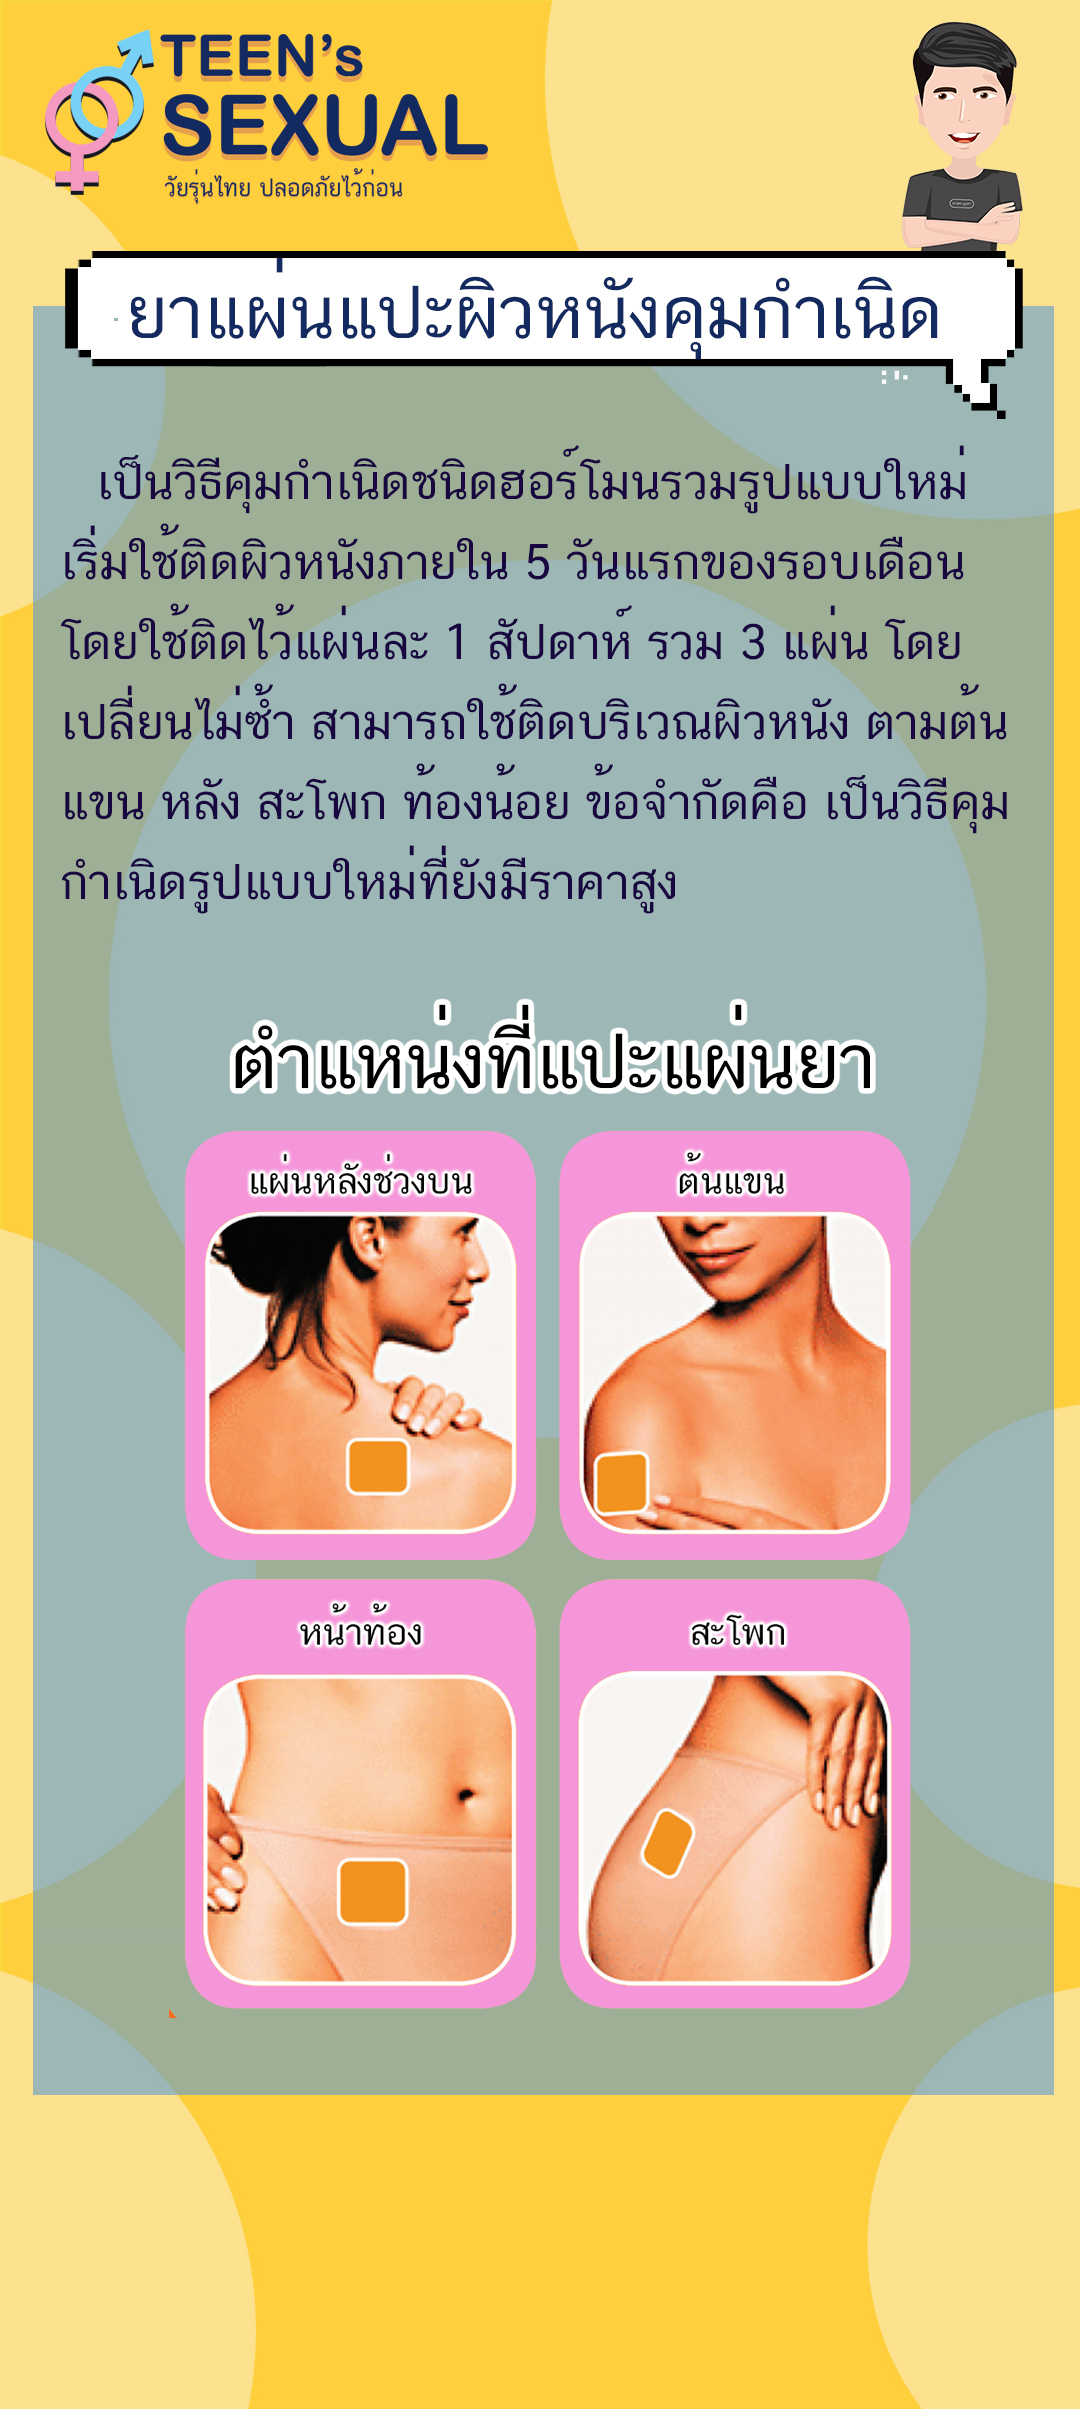 TEEN's
SEXUAL
วัยรุ่นไทย ปลอดภัยไว้ก่อน
ยาแผ่นแปะผิวหนังคุมกำเนิด
เป็นวิธีคุมกำเนิดชนิดฮอร์โมนรวมรูปแบบใหม่
เริ่มใช้ติดผิวหนังภายใน 5 วันแรกของรอบเดือน
โดยใช้ติดไว้แผ่นละ 1 สัปดาห์ รวม 3 แผ่น โดย
เปลี่ยนไม่ซ้ำ สามารถใช้ติดบริเวณผิวหนัง ตามต้น
แขน หลัง สะโพก ท้องน้อย ข้อจำกัดคือ เป็นวิธีคุม
กำเนิดรูปแบบใหม่ที่ยังมีราคาสูง
ตำแหน่งที่แปะแผ่นยา
แผ่นหลังช่วงบน
ต้นแขน
หน้าท้อง
สะโพก